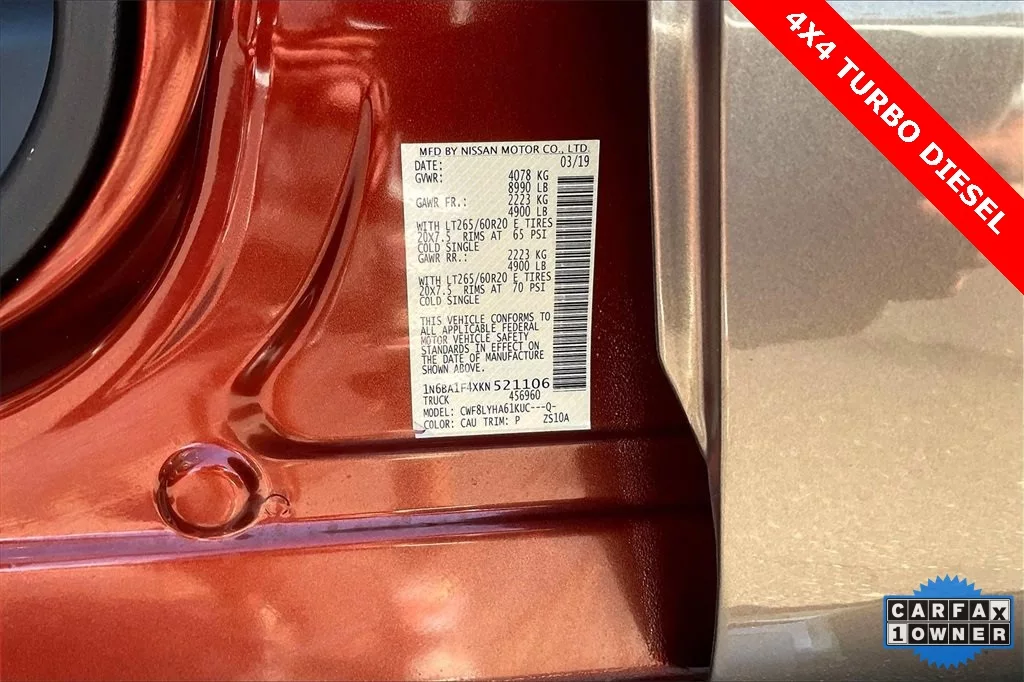 4X4 TURBO DIESEL
MFD BY NISSAN MOTOR CO., LTD.
DATE: 03/19
GVWR: 4078 KG
8990 LB
GAWR FR.: 2223 KG
4900 LB
WITH LT265/60R20 E TIRES
20X7.5 RIMS AT 65 PSI
COLD SINGLE
GAWR RR.: 2223 KG
4900 LB
WITH LT265/60R20 E TIRES
20X7.5 RIMS AT 70 PSI
COLD SINGLE
THIS VEHICLE CONFORMS TO
ALL APPLICABLE FEDERAL
MOTOR VEHICLE SAFETY
STANDARDS IN EFFECT ON
THE DATE OF MANUFACTURE
SHOWN ABOVE.
1N6BA1F4XKN521106
TRUCK 456960
MODEL: CWF8LYHA61KUC---Q-
COLOR: CAU TRIM: P ZS10A
CARFAX
1 OWNER